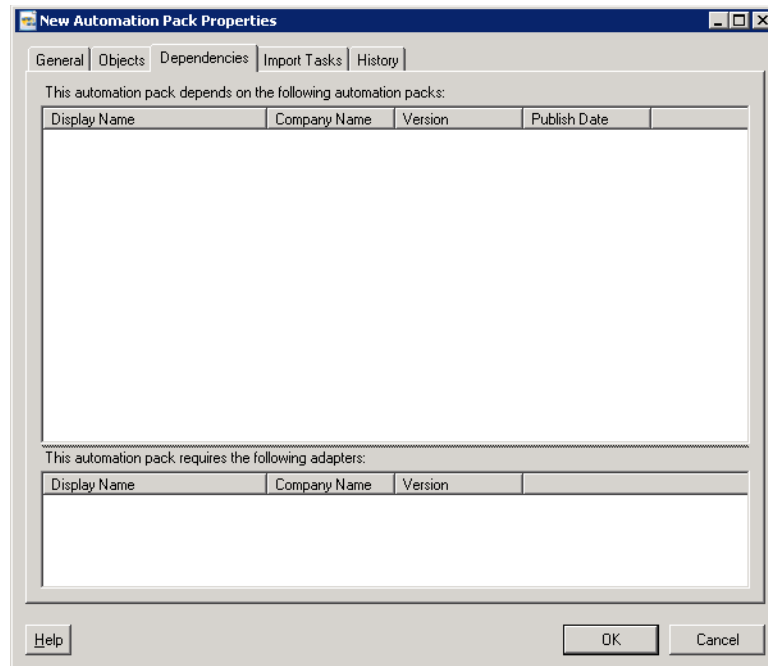 New Automation Pack Properties
General Objects Dependencies Import Tasks History
This automation pack depends on the following automation packs:
Display Name Company Name Version Publish Date
This automation pack requires the following adapters:
Display Name Company Name Version
Help OK Cancel